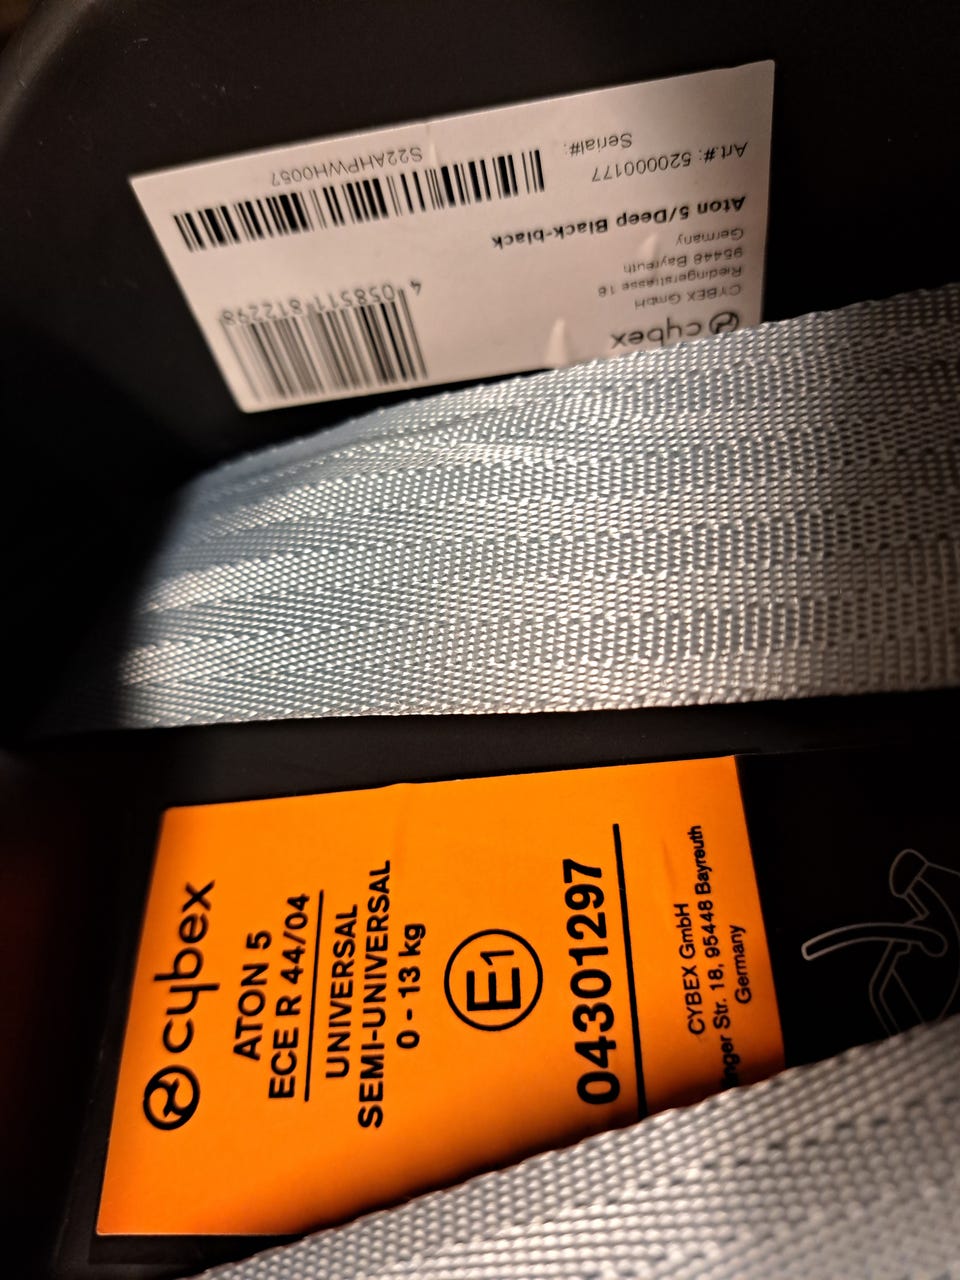 cybex
CYBEX GmbH
Riedingerstrasse 18
95448 Bayreuth
Germany
Aton 5/Deep Black-black
Art.#: 520000177
Serial#:
S22AHPWH0057
4 058511 812298
cybex
ATON 5
ECE R 44/04
UNIVERSAL
SEMI-UNIVERSAL
0 - 13 kg
E1
04301297
CYBEX GmbH
Str. 18, 95448 Bayreuth
Germany